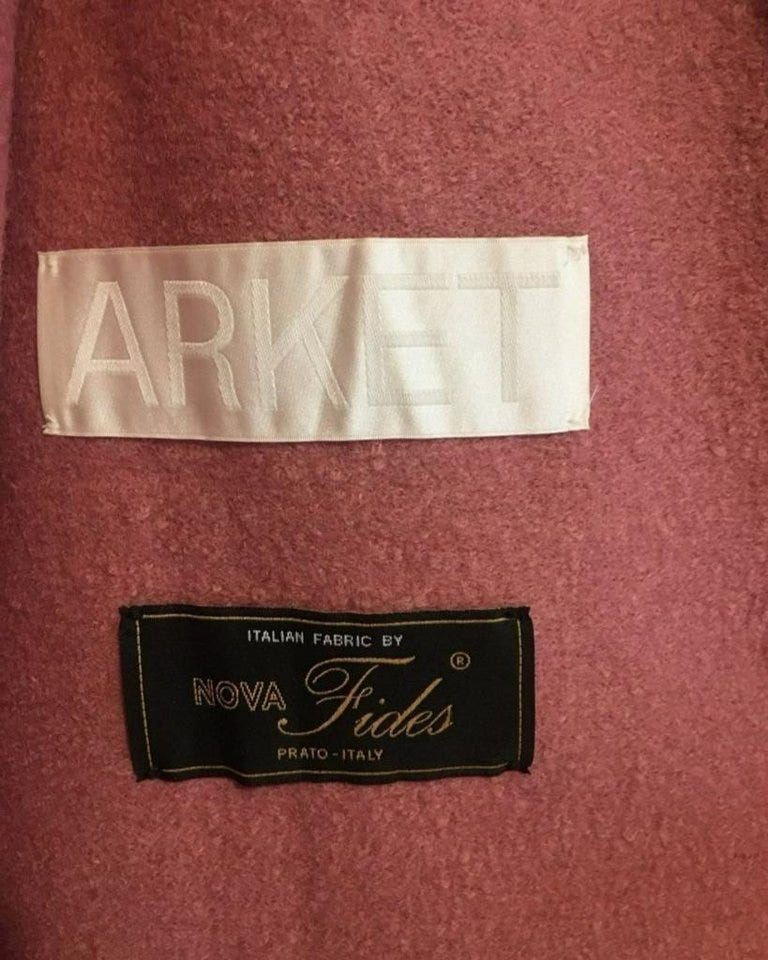 ARKET
ITALIAN FABRIC BY
NOVA Fides ®
PRATO-ITALY